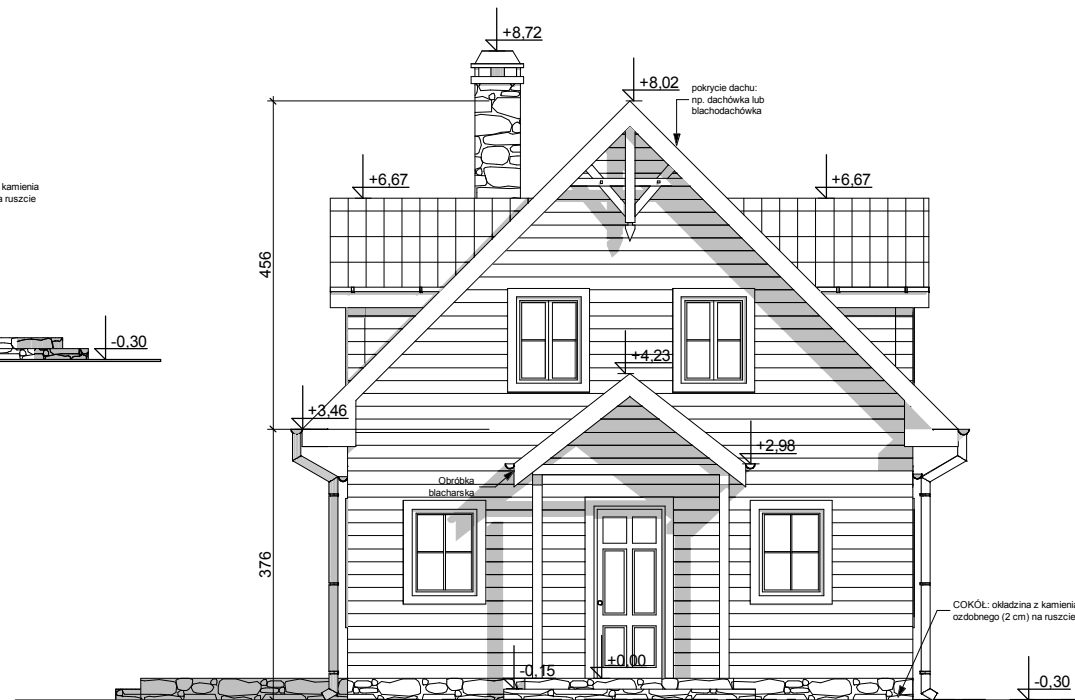 +8,72
+8,02
pokrycie dachu:
np. dachówka lub
blachodachówka
+6,67
+6,67
kamienia
ruszcie
456
-0,30
+4,23
+3,46
+2,98
Obróbka
blacharska
376
COKÓŁ: okładzina z kamienia
ozdobnego (2 cm) na ruszcie
-0,15
+0,00
-0,30